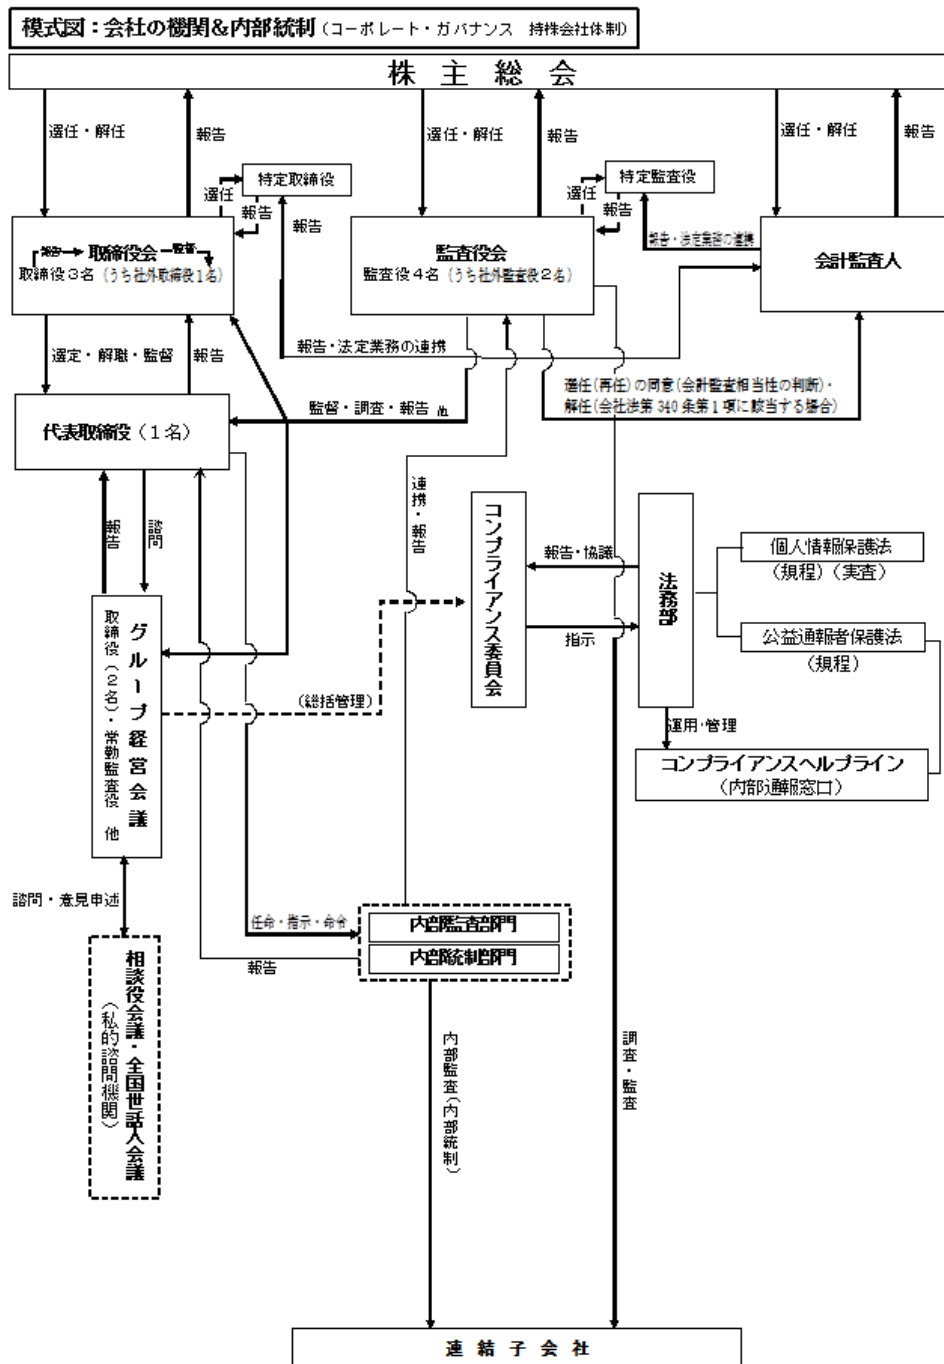 模式図：会社の機関&内部統制（コーポレート・ガバナンス　持株会社体制）
株 主 総 会
選任・解任
報告
選任・解任
報告
選任・解任
報告
特定取締役
特定監査役
選任
報告
報告
選任
報告
報告・法定業務の連携
報告 取締役会 監督
取締役３名（うち社外取締役１名）
監査役会
監査役４名（うち社外監査役２名）
会計監査人
選定・解職・監督
報告
報告・法定業務の連携
選任（再任）の同意（会計監査相当性の判断）・
解任（会社法第340条第１項に該当する場合）
監督・調査・報告 他
代表取締役（１名）
報告
諮問
連携・報告
コンプライアンス委員会
報告・協議
指示
法務部
個人情報保護法
（規程）（実査）
公益通報者保護法
（規程）
運用・管理
コンプライアンスヘルプライン
（内部通報窓口）
グループ経営会議
取締役（２名）・常勤監査役　他
（総括管理）
諮問・意見申述
任命・指示・命令
報告
内部監査部門
内部統制部門
相談役会議・全国世話人会議
（私的諮問機関）
内部監査（内部統制）
調査・監査
連 結 子 会 社